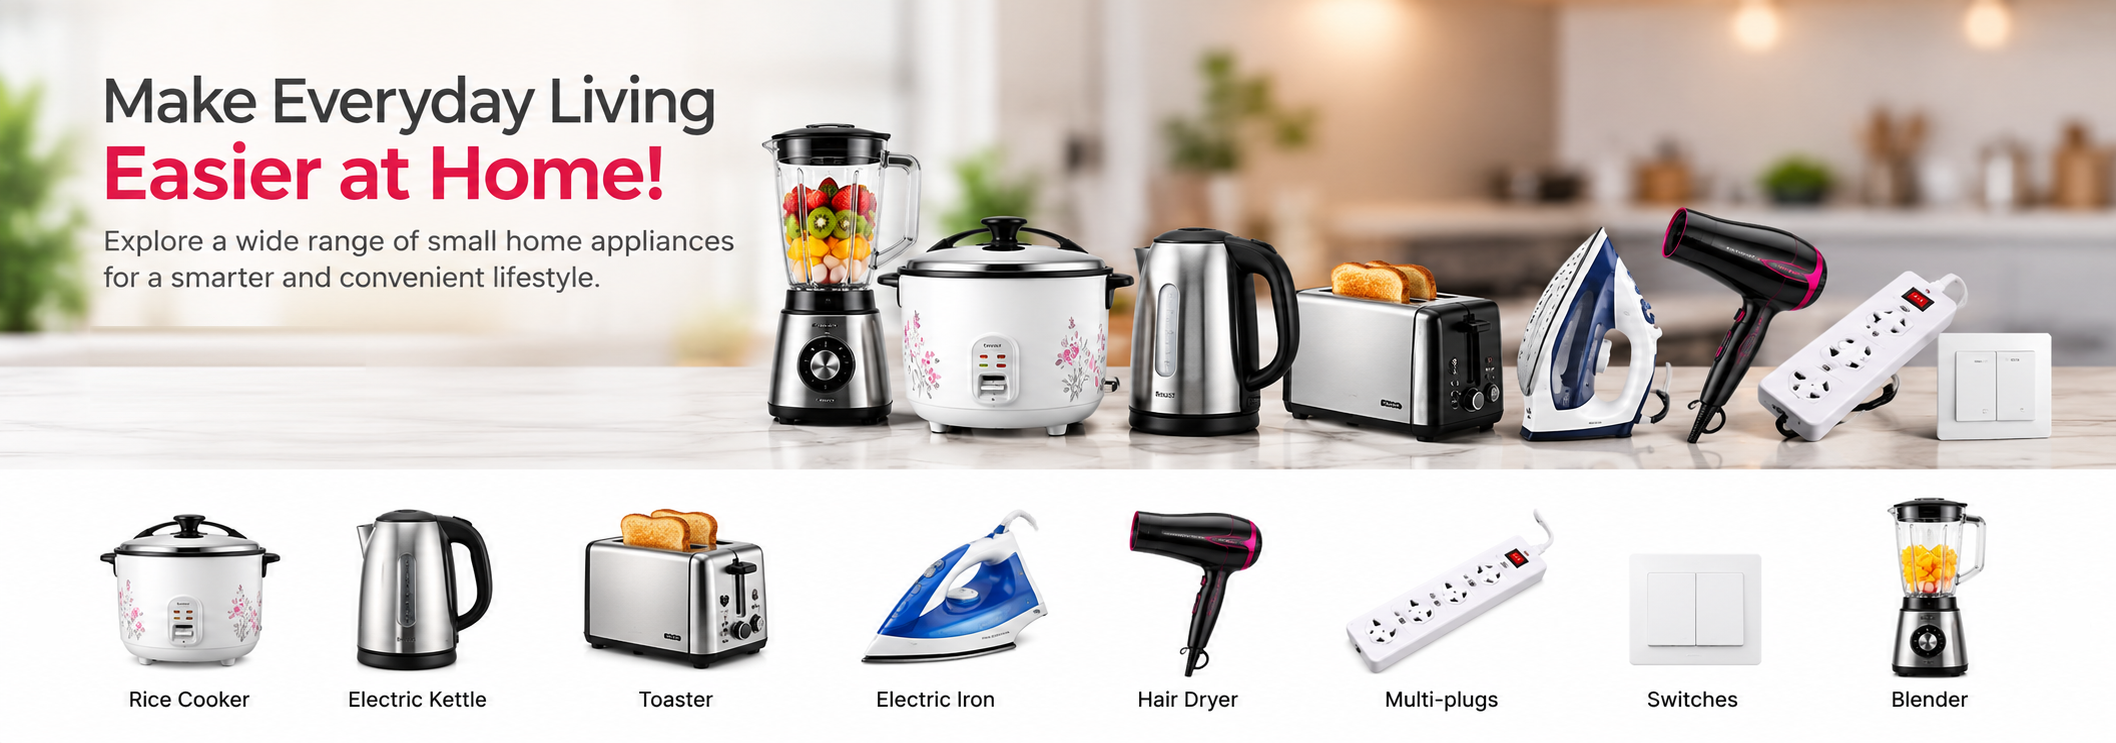 Make Everyday Living
Easier at Home!
Explore a wide range of small home appliances
for a smarter and convenient lifestyle.
Rice Cooker
Electric Kettle
Toaster
Electric Iron
Hair Dryer
Multi-plugs
Switches
Blender